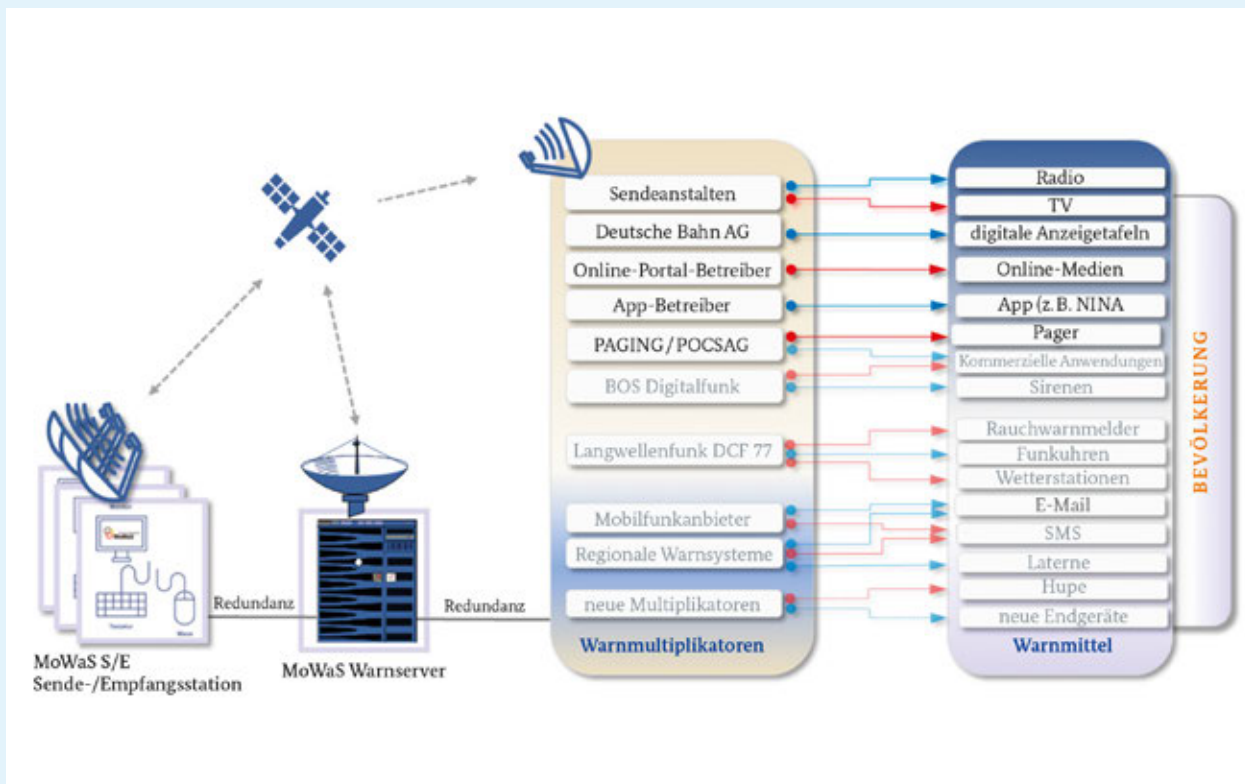 Sendeanstalten
Deutsche Bahn AG
Online-Portal-Betreiber
App-Betreiber
PAGING / POCSAG
BOS Digitalfunk
Langwellenfunk DCF 77
Mobilfunkanbieter
Regionale Warnsysteme
neue Multiplikatoren
Warnmultiplikatoren
Radio
TV
digitale Anzeigetafeln
Online-Medien
App (z. B. NINA
Pager
Kommerzielle Anwendungen
Sirenen
Rauchwarnmelder
Funkuhren
Wetterstationen
E-Mail
SMS
Laterne
Hupe
neue Endgeräte
Warnmittel
BEVÖLKERUNG
Redundanz
Redundanz
MoWaS S/E
Sende-/Empfangsstation
MoWaS Warnserver